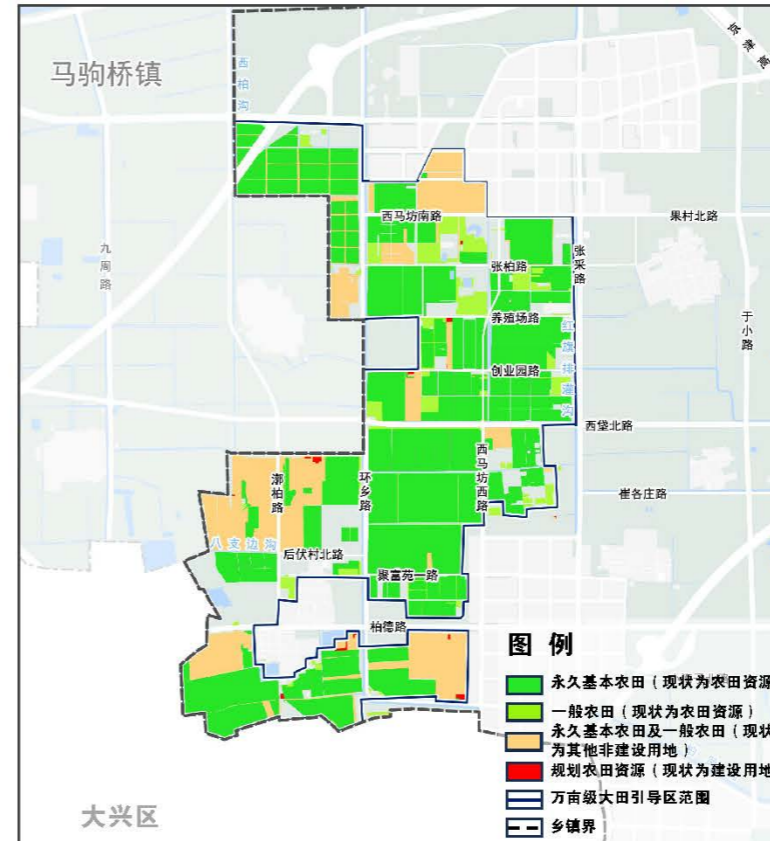 马驹桥镇
西柏沟
京津高
九周路
西马坊南路
果村北路
张柏路
张采路
养殖场路
于小路
红旗排灌沟
创业园路
西堡北路
漷柏路
环乡路
西马坊西路
崔各庄路
八支边沟
后伏村北路
聚富苑一路
柏德路
大兴区
图 例
永久基本农田（现状为农田资源
一般农田（现状为农田资源）
永久基本农田及一般农田（现状
为其他非建设用地）
规划农田资源（现状为建设用地
万亩级大田引导区范围
乡镇界